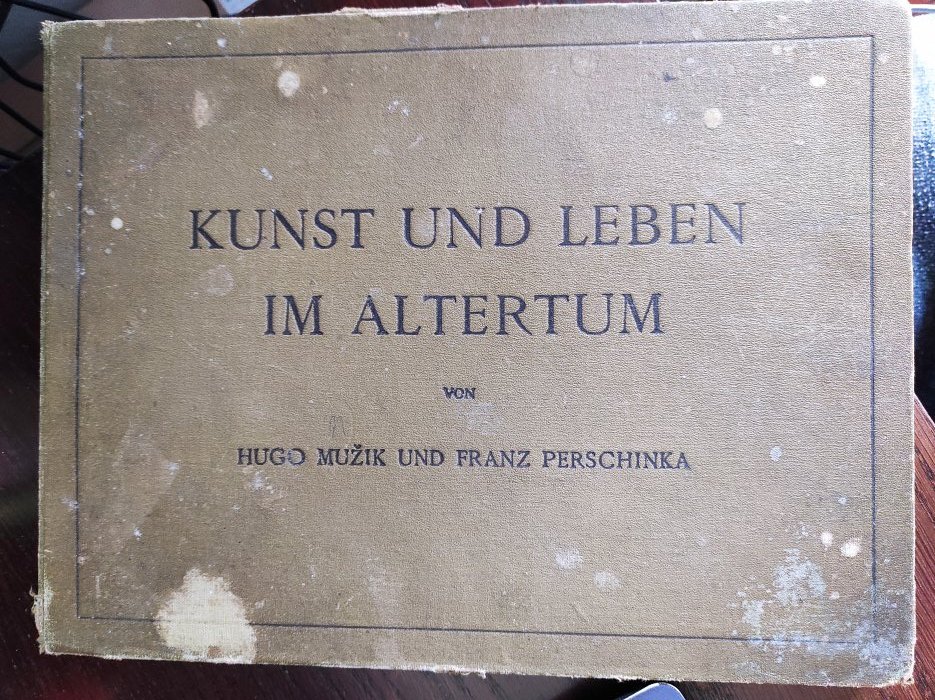 KUNST UND LEBEN
IM ALTERTUM
VON
HUGO MUŽIK UND FRANZ PERSCHINKA